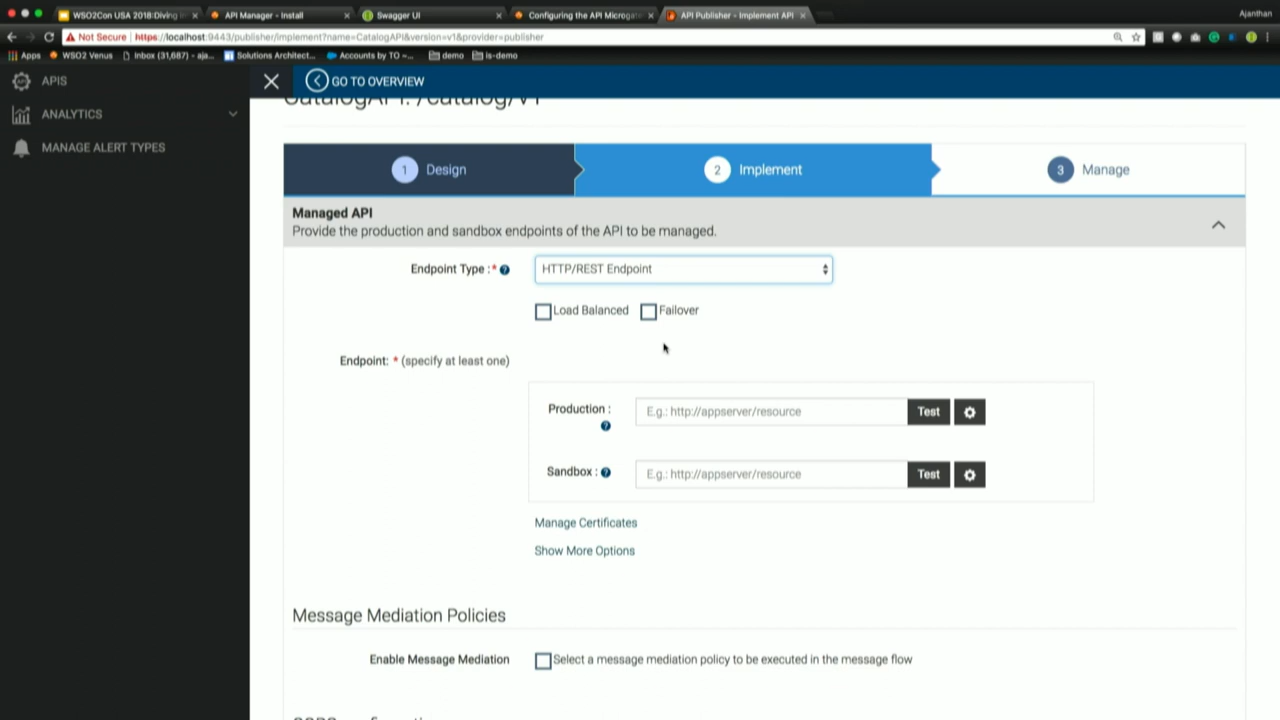 WSO2Con USA 2018:Diving
API Manager - Install
Swagger UI
Configuring the API Microgate
API Publisher - Implement API
Ajanthan
Not Secure | https://localhost:9443/publisher/implement?name=CatalogAPI&version=v1&provider=publisher
Apps
WSO2 Venus
Inbox (31,687) - aja...
Solutions Architect...
Accounts by TO -...
demo
is-demo
APIS
GO TO OVERVIEW
CatalogAPI: /catalog/v1
ANALYTICS
MANAGE ALERT TYPES
1 Design
2 Implement
3 Manage
Managed API
Provide the production and sandbox endpoints of the API to be managed.
Endpoint Type :* HTTP/REST Endpoint
Load Balanced Failover
Endpoint: * (specify at least one)
Production : E.g.: http://appserver/resource Test
Sandbox : E.g.: http://appserver/resource Test
Manage Certificates
Show More Options
Message Mediation Policies
Enable Message Mediation Select a message mediation policy to be executed in the message flow